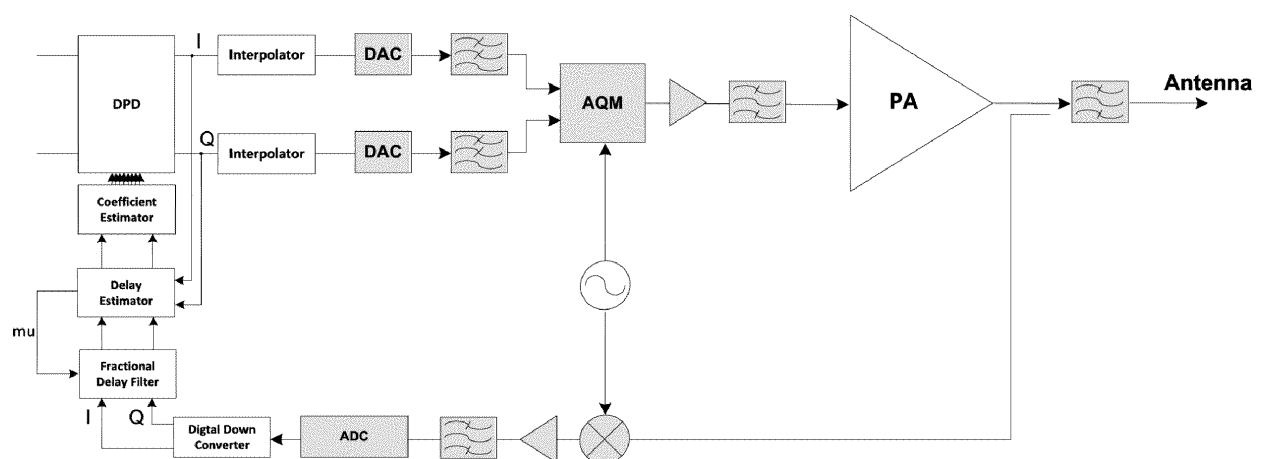 I
Interpolator
DAC
DPD
AQM
PA
Antenna
Q
Interpolator
DAC
Coefficient
Estimator
Delay
Estimator
mu
Fractional
Delay Filter
I
Q
Digtal Down
Converter
ADC